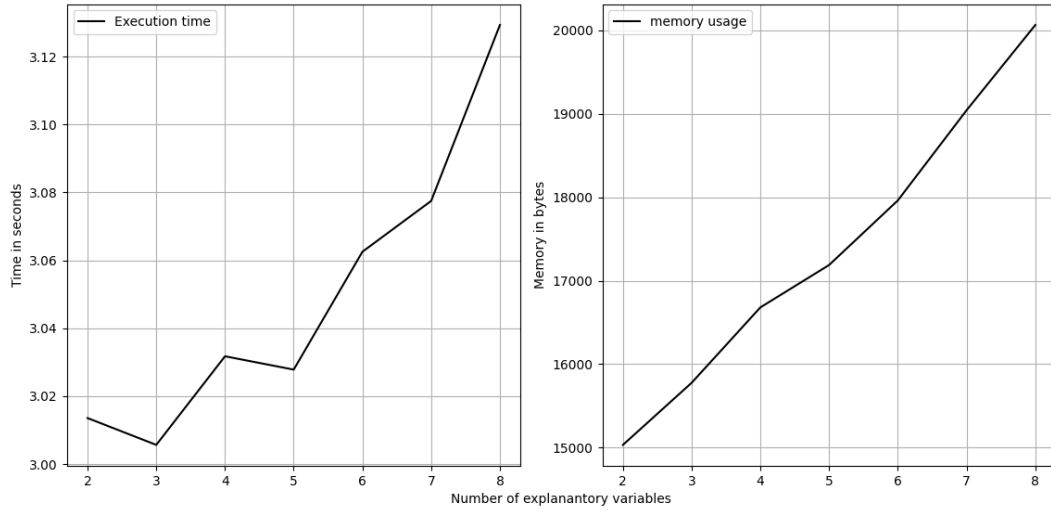 Execution time
3.12
3.10
3.08
3.06
3.04
3.02
3.00
Time in seconds
2 3 4 5 6 7 8
memory usage
20000
19000
18000
17000
16000
15000
Memory in bytes
2 3 4 5 6 7 8
Number of explanantory variables